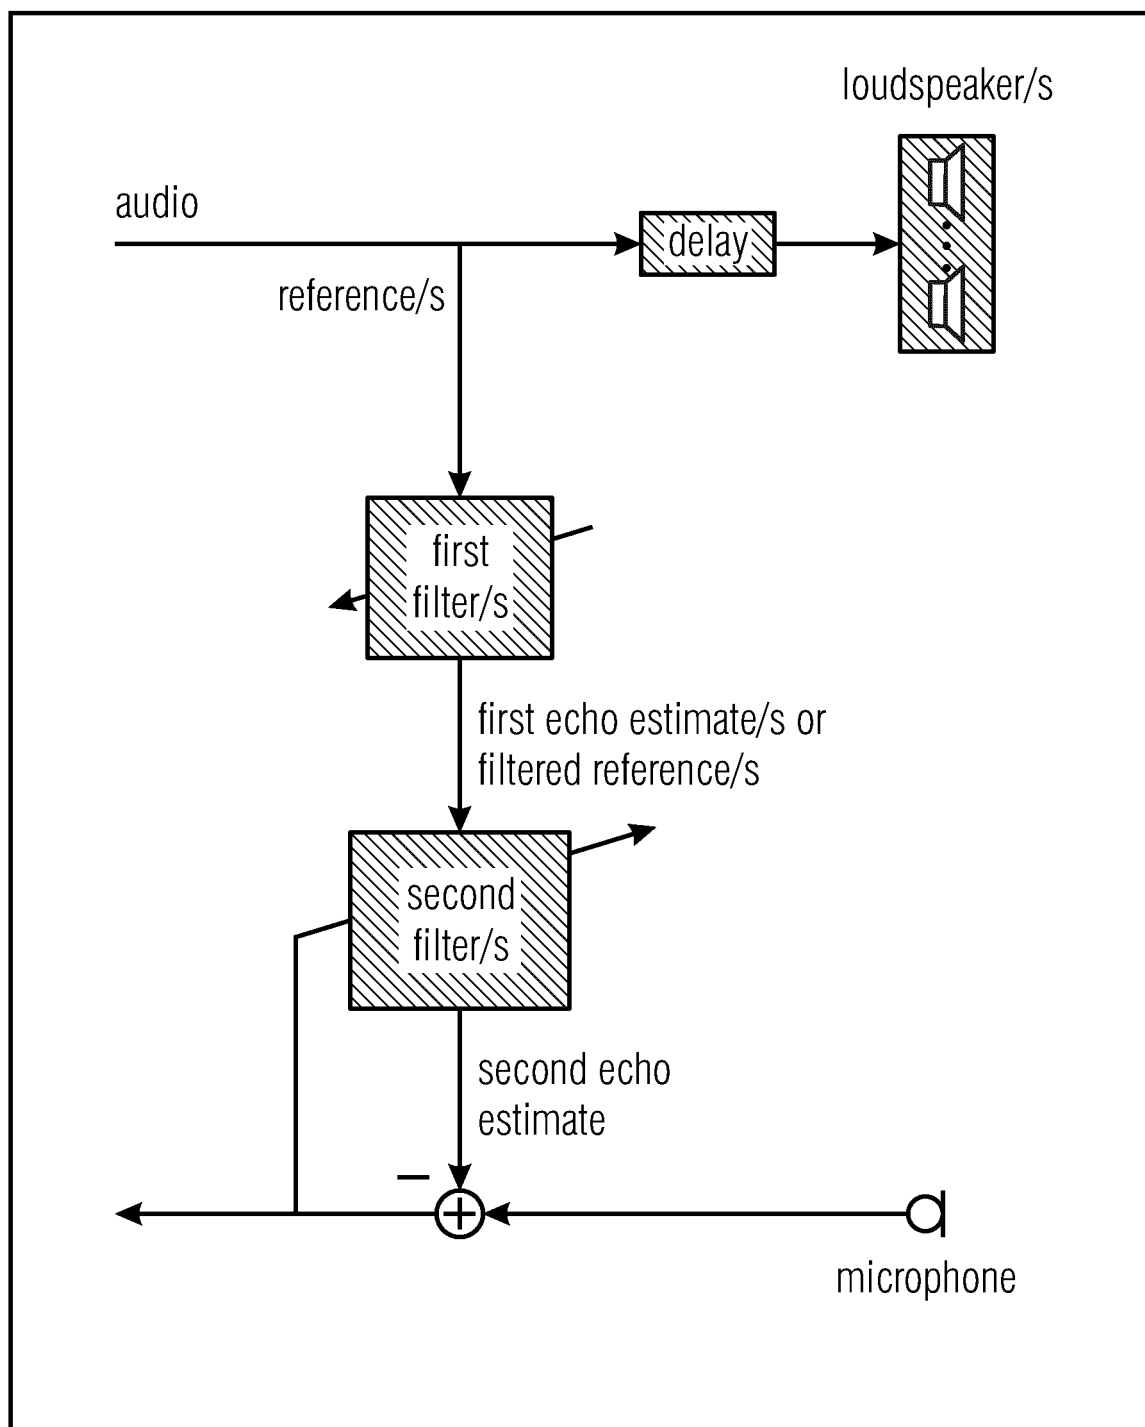 loudspeaker/s
audio
delay
reference/s
first
filter/s
first echo estimate/s or
filtered reference/s
second
filter/s
second echo
estimate
microphone